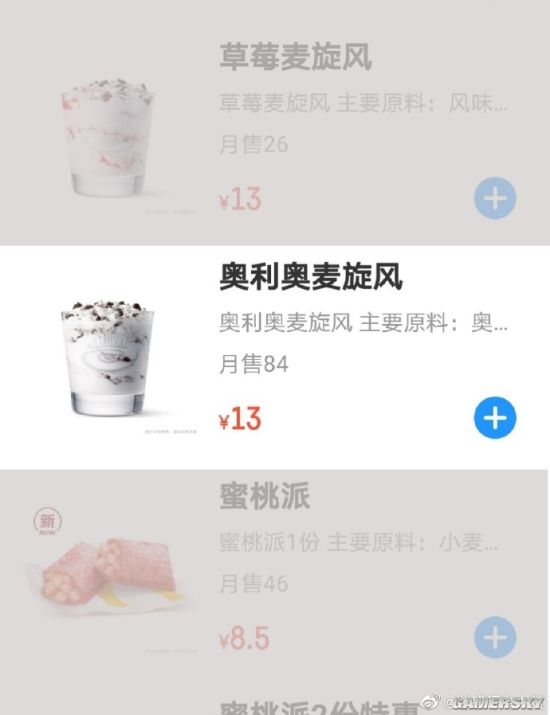 草莓麦旋风
草莓麦旋风 主要原料：风味...
月售26
¥13
奥利奥麦旋风
奥利奥麦旋风 主要原料：奥...
月售84
¥13
新
new
蜜桃派
蜜桃派1份 主要原料：小麦...
月售46
¥8.5
蜜桃派2份特惠
GAMERSKY